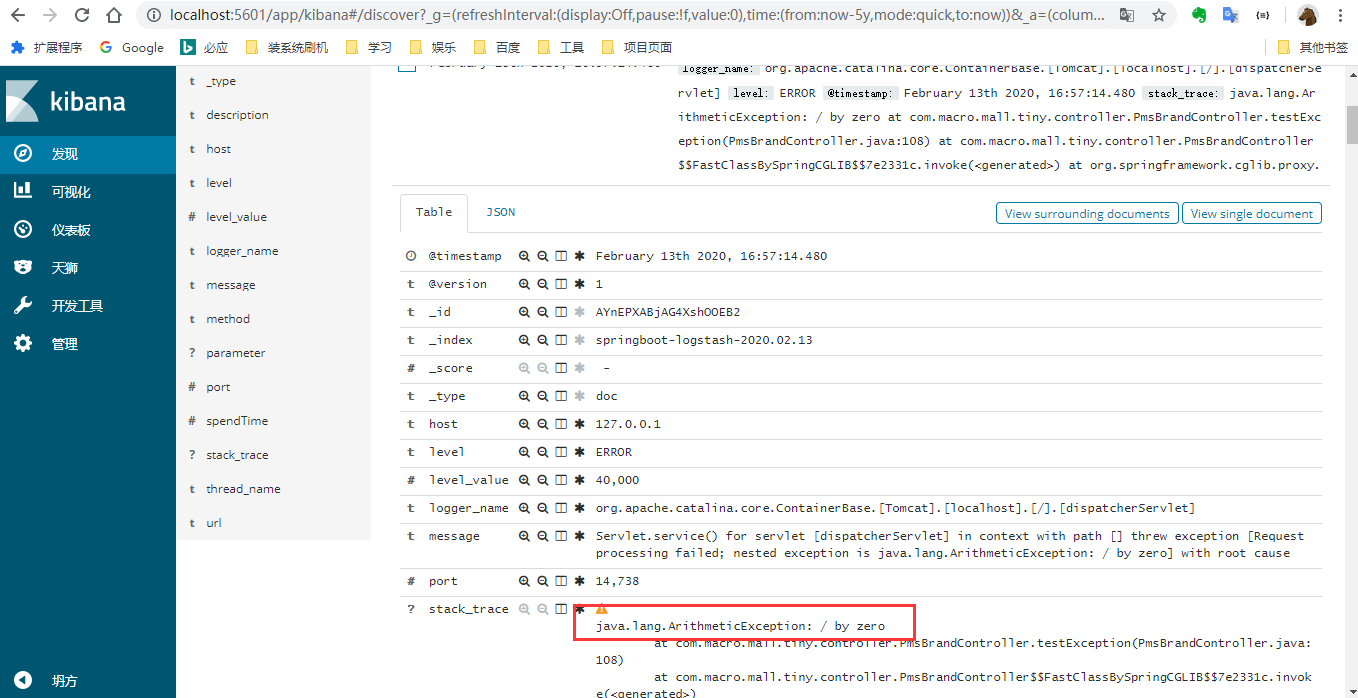 localhost:5601/app/kibana#/discover?_g=(refreshInterval:(display:Off,pause:!f,value:0),time:(from:now-5y,mode:quick,to:now))&_a=(colum...
扩展程序 Google 必应 装系统刷机 学习 娱乐 百度 工具 项目页面 其他书签
kibana
发现
可视化
仪表板
天狮
开发工具
管理
坍方
t _type
t description
t host
t level
# level_value
t logger_name
t message
t method
? parameter
# port
# spendTime
? stack_trace
t thread_name
t url
logger_name: org.apache.catalina.core.ContainerBase.[Tomcat].[localhost].[/].[dispatcherSe
rvlet] level: ERROR @timestamp: February 13th 2020, 16:57:14.480 stack_trace: java.lang.Ar
ithmeticException: / by zero at com.macro.mall.tiny.controller.PmsBrandController.testExc
eption(PmsBrandController.java:108) at com.macro.mall.tiny.controller.PmsBrandController
$$FastClassBySpringCGLIB$$7e2331c.invoke(<generated>) at org.springframework.cglib.proxy.
Table JSON View surrounding documents View single document
@timestamp February 13th 2020, 16:57:14.480
t @version 1
t _id AYnEPXABjAG4XshOOEB2
t _index springboot-logstash-2020.02.13
# _score -
t _type doc
t host 127.0.0.1
t level ERROR
# level_value 40,000
t logger_name org.apache.catalina.core.ContainerBase.[Tomcat].[localhost].[/].[dispatcherServlet]
t message Servlet.service() for servlet [dispatcherServlet] in context with path [] threw exception [Request
processing failed; nested exception is java.lang.ArithmeticException: / by zero] with root cause
# port 14,738
? stack_trace
java.lang.ArithmeticException: / by zero
at com.macro.mall.tiny.controller.PmsBrandController.testException(PmsBrandController.java:
108)
at com.macro.mall.tiny.controller.PmsBrandController$$FastClassBySpringCGLIB$$7e2331c.invok
e(<generated>)